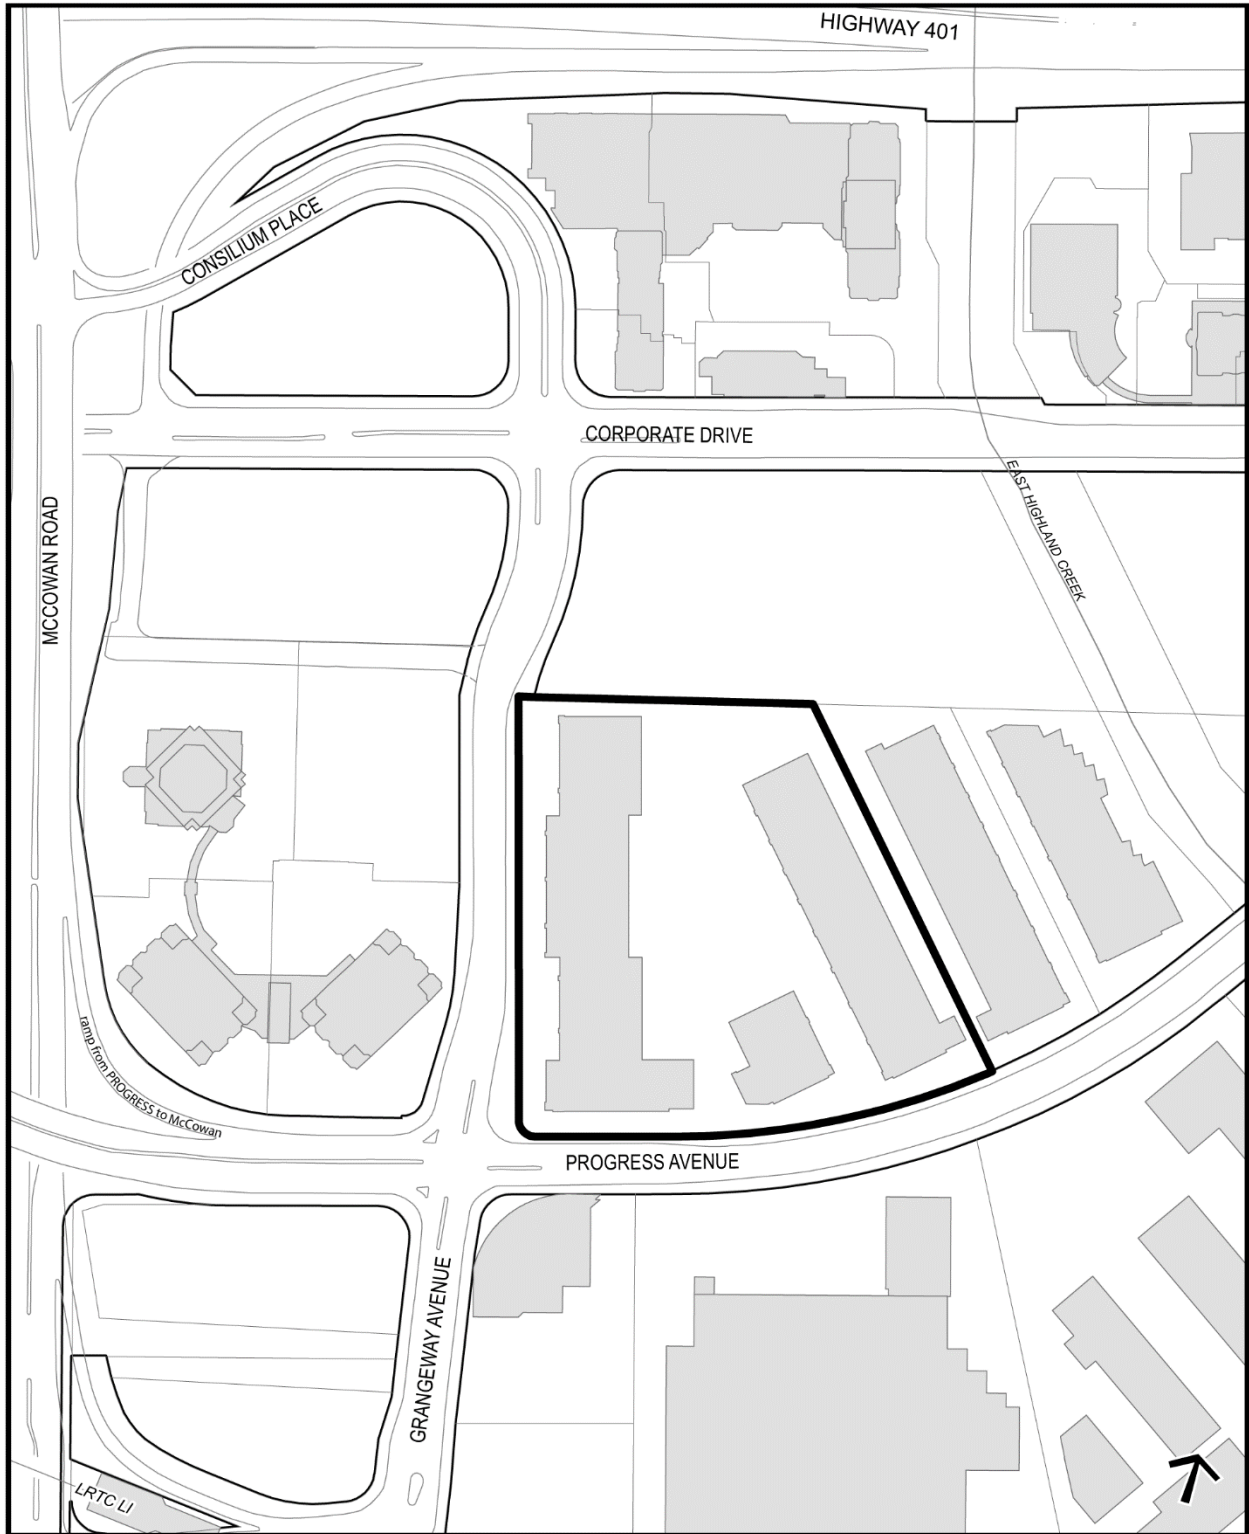 HIGHWAY 401
CONSILIUM PLACE
CORPORATE DRIVE
EAST HIGHLAND CREEK
MCCOWAN ROAD
ramp from PROGRESS to McCowan
PROGRESS AVENUE
GRANGEWAY AVENUE
LRTC LI